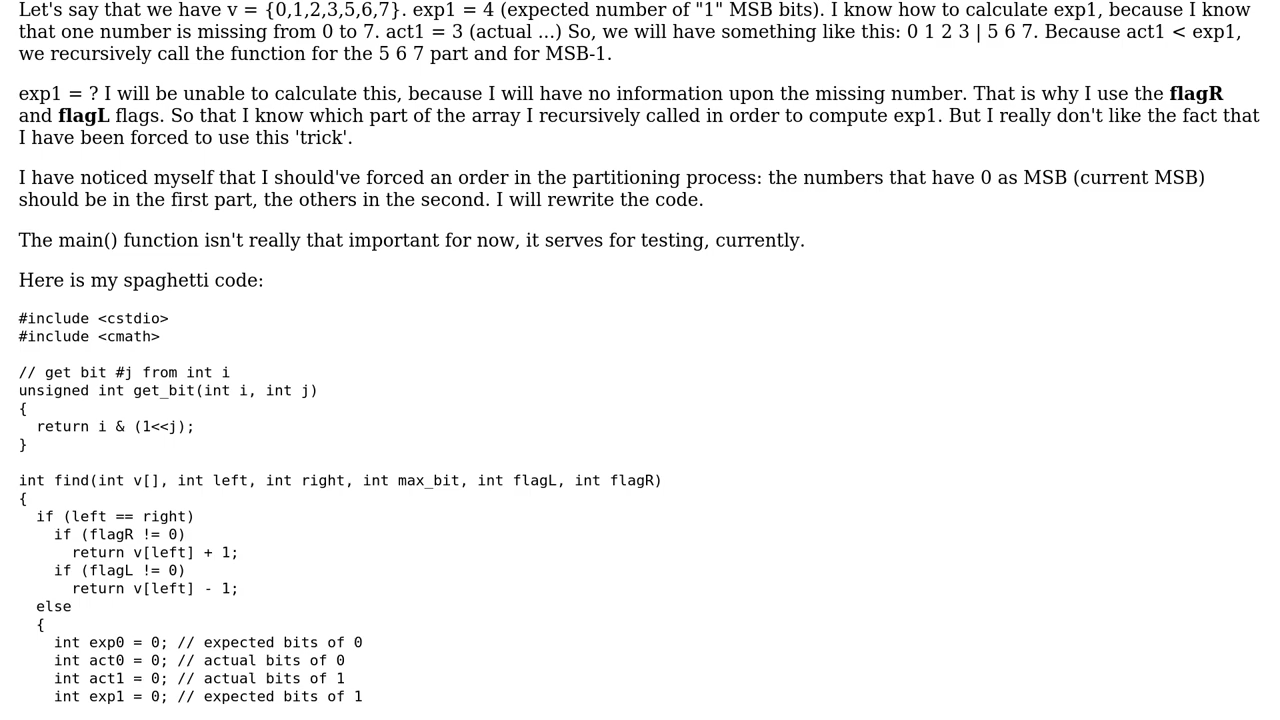 Let's say that we have v = {0,1,2,3,5,6,7}. exp1 = 4 (expected number of "1" MSB bits). I know how to calculate exp1, because I know
that one number is missing from 0 to 7. act1 = 3 (actual ...) So, we will have something like this: 0 1 2 3 | 5 6 7. Because act1 < exp1,
we recursively call the function for the 5 6 7 part and for MSB-1.
exp1 = ? I will be unable to calculate this, because I will have no information upon the missing number. That is why I use the flagR
and flagL flags. So that I know which part of the array I recursively called in order to compute exp1. But I really don't like the fact that
I have been forced to use this 'trick'.
I have noticed myself that I should've forced an order in the partitioning process: the numbers that have 0 as MSB (current MSB)
should be in the first part, the others in the second. I will rewrite the code.
The main() function isn't really that important for now, it serves for testing, currently.
Here is my spaghetti code:
#include <cstdio>
#include <cmath>
// get bit #j from int i
unsigned int get_bit(int i, int j)
{
  return i & (1<<j);
}
int find(int v[], int left, int right, int max_bit, int flagL, int flagR)
{
  if (left == right)
    if (flagR != 0)
      return v[left] + 1;
    if (flagL != 0)
      return v[left] - 1;
  else
  {
    int exp0 = 0; // expected bits of 0
    int act0 = 0; // actual bits of 0
    int act1 = 0; // actual bits of 1
    int exp1 = 0; // expected bits of 1